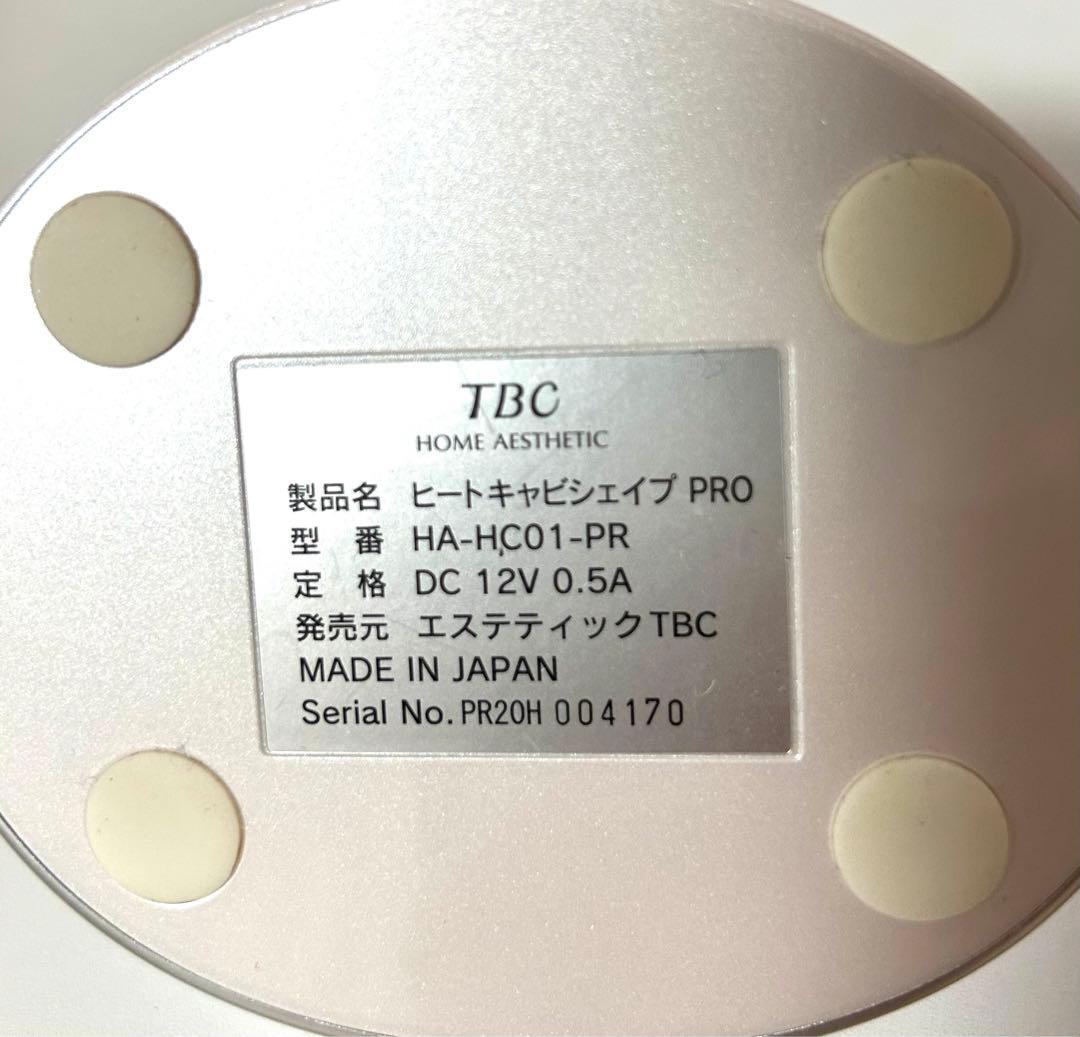 TBC
HOME AESTHETIC
製品名 ヒートキャビシェイプ PRO
型 番 HA-HC01-PR
定 格 DC 12V 0.5A
発売元 エステティックTBC
MADE IN JAPAN
Serial No. PR20H 004170